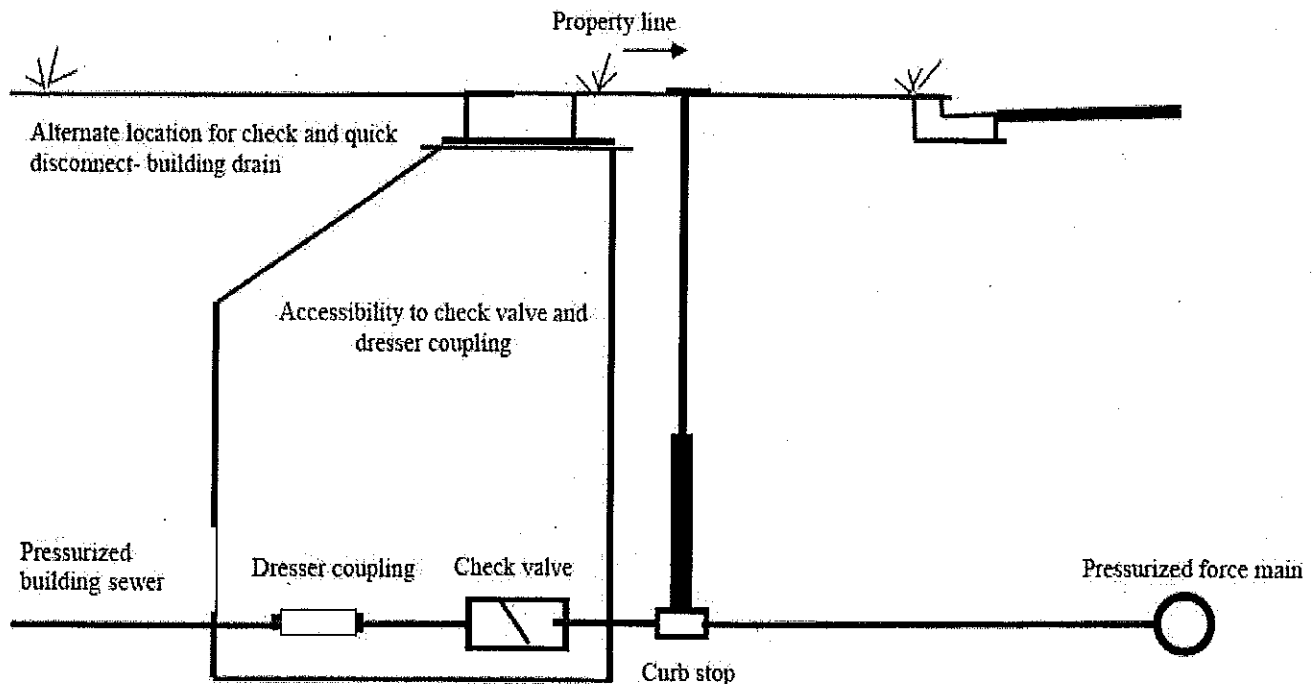 Property line
Alternate location for check and quick
disconnect- building drain
Accessibility to check valve and
dresser coupling
Pressurized
building sewer
Dresser coupling
Check valve
Pressurized force main
Curb stop